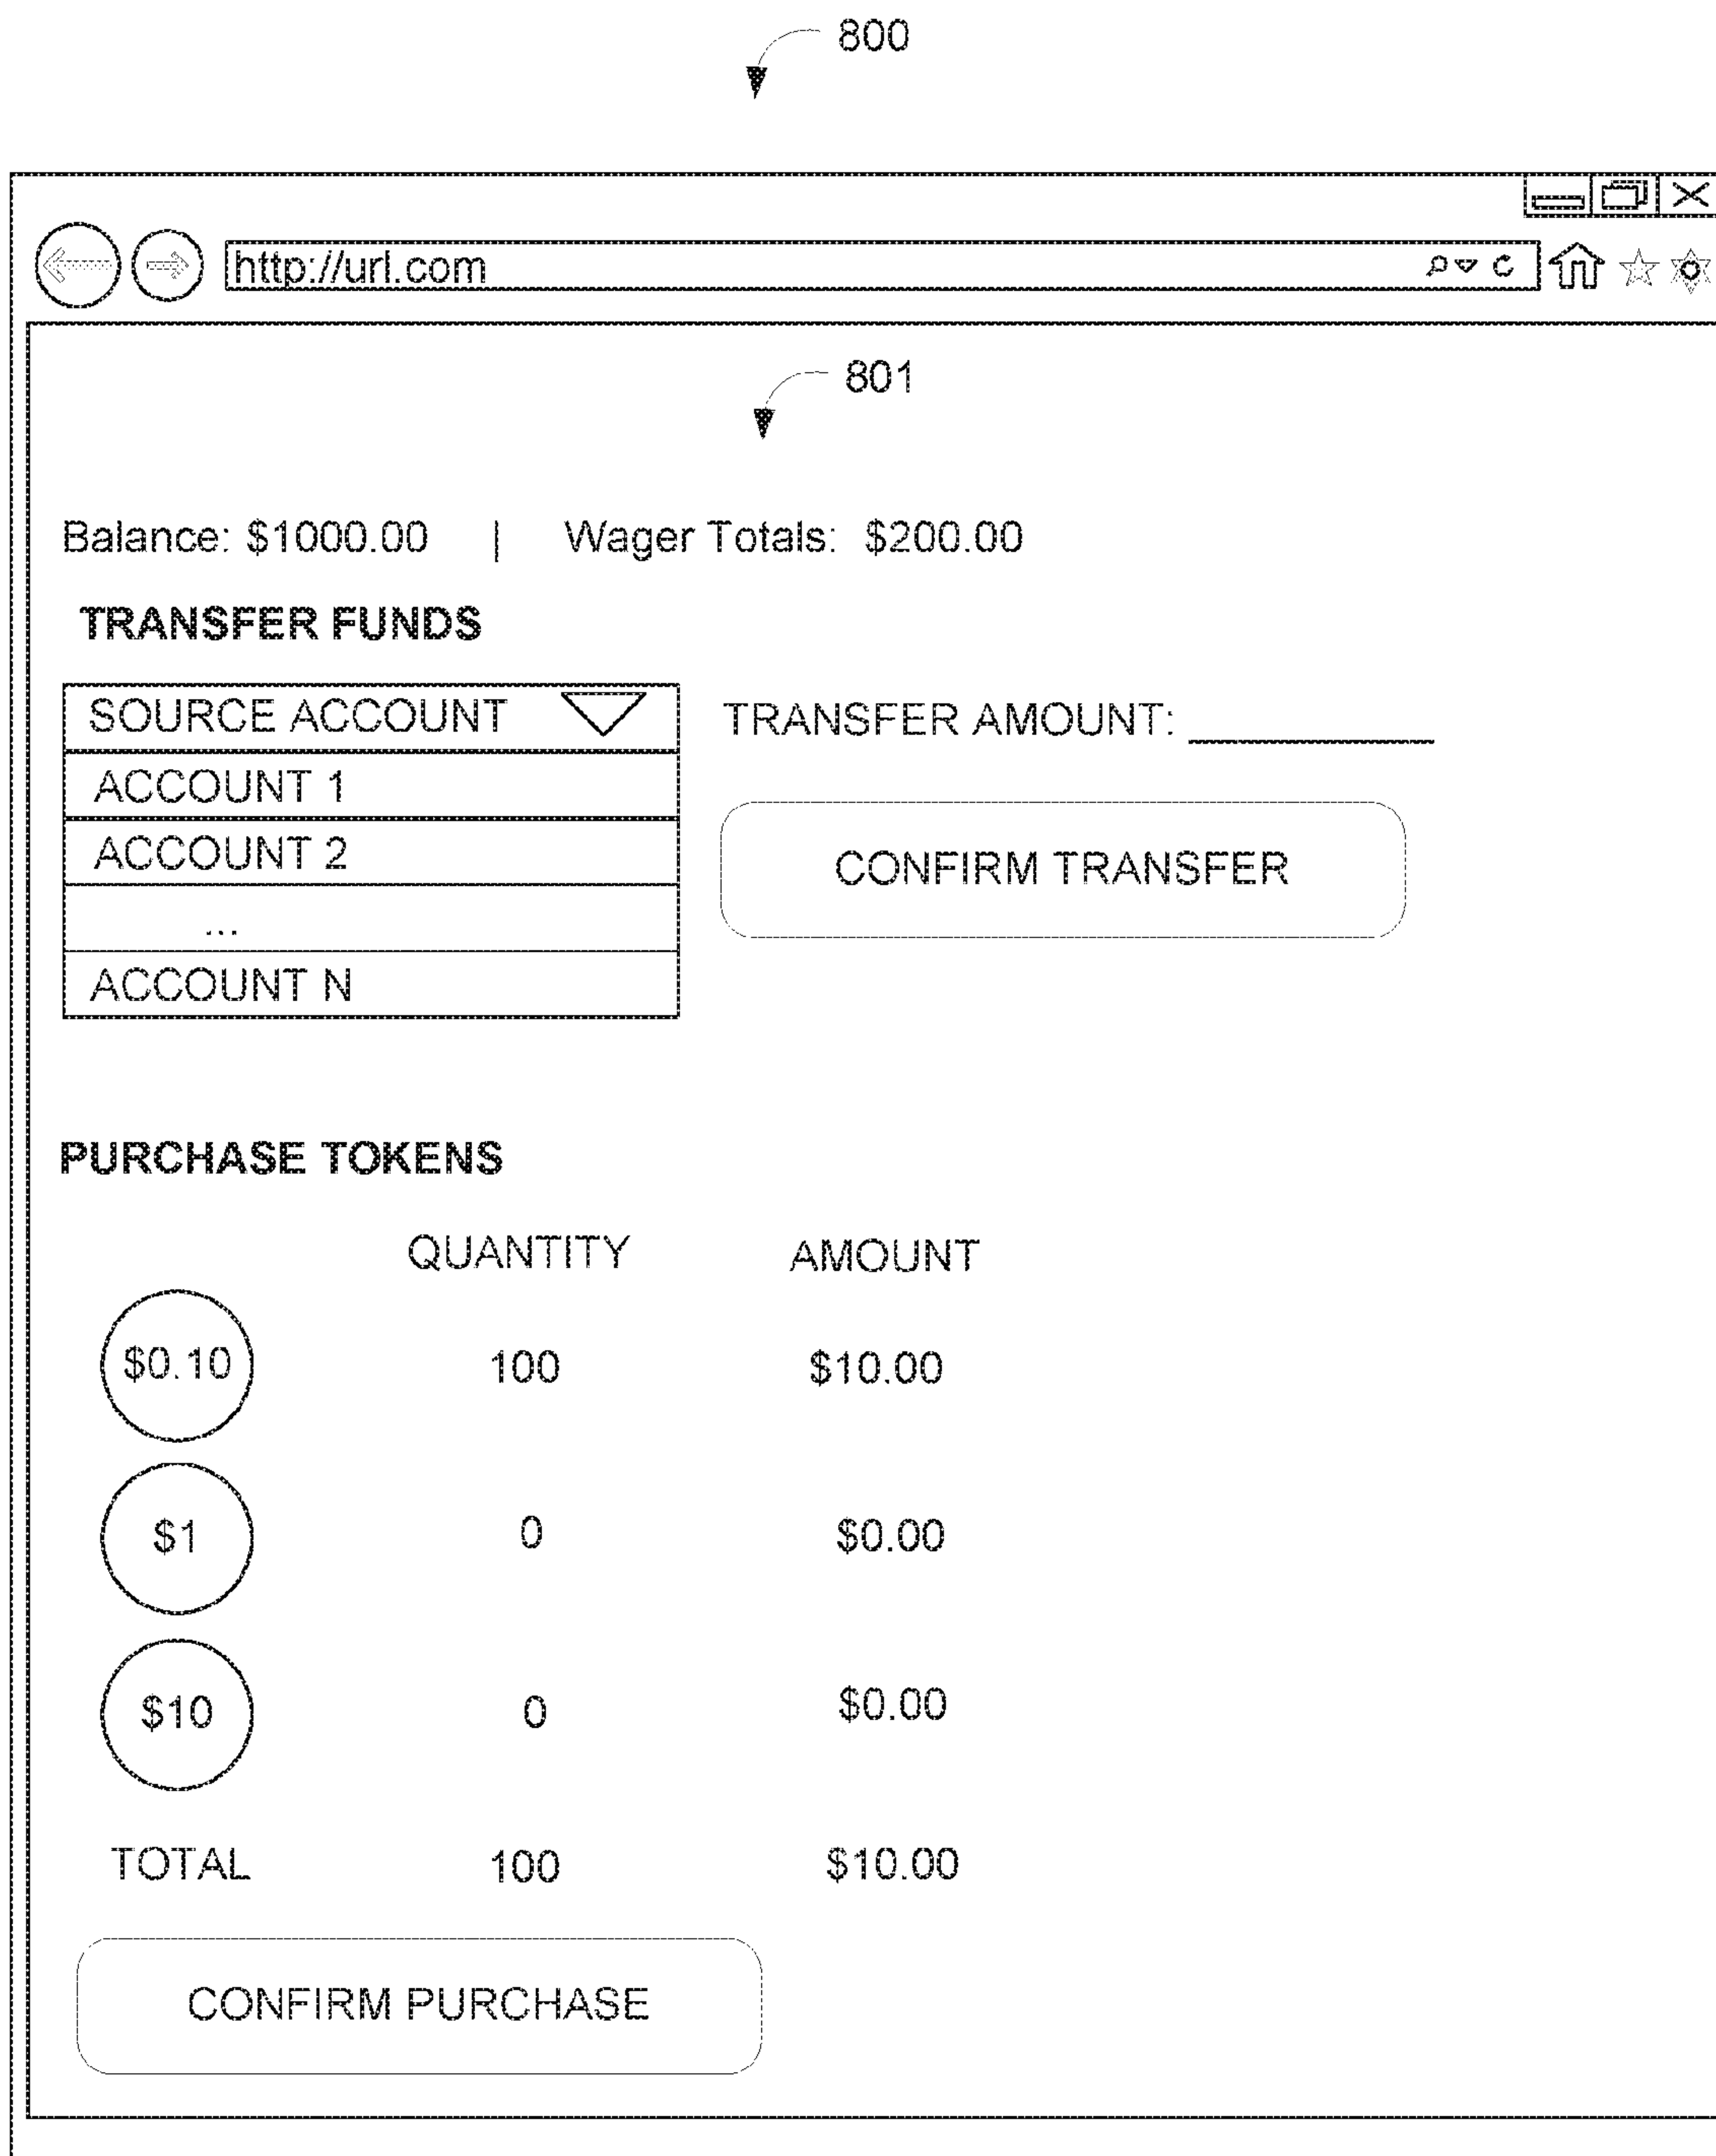 800
http://url.com
801
Balance: $1000.00 | Wager Totals: $200.00
TRANSFER FUNDS
SOURCE ACCOUNT
TRANSFER AMOUNT: __________
ACCOUNT 1
ACCOUNT 2
CONFIRM TRANSFER
...
ACCOUNT N
PURCHASE TOKENS
QUANTITY AMOUNT
$0.10 100 $10.00
$1 0 $0.00
$10 0 $0.00
TOTAL 100 $10.00
CONFIRM PURCHASE